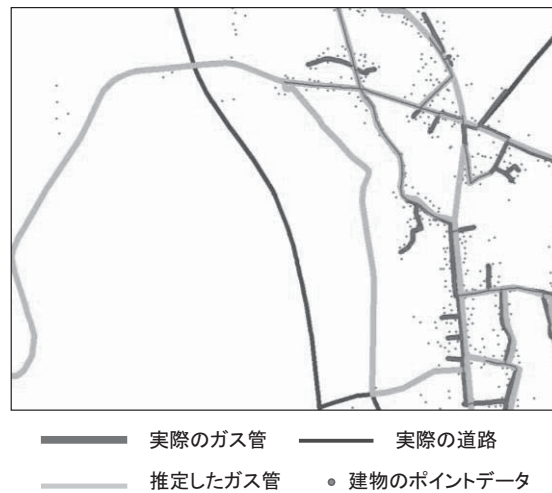 実際のガス管
実際の道路
推定したガス管
建物のポイントデータ